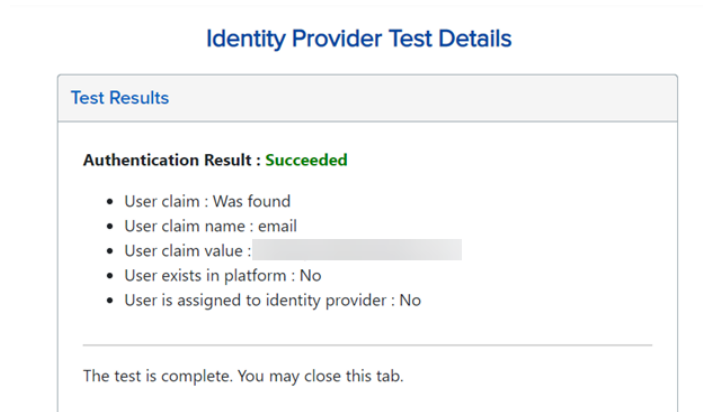 Identity Provider Test Details
Test Results
Authentication Result : Succeeded
• User claim : Was found
• User claim name : email
• User claim value :
• User exists in platform : No
• User is assigned to identity provider : No
The test is complete. You may close this tab.